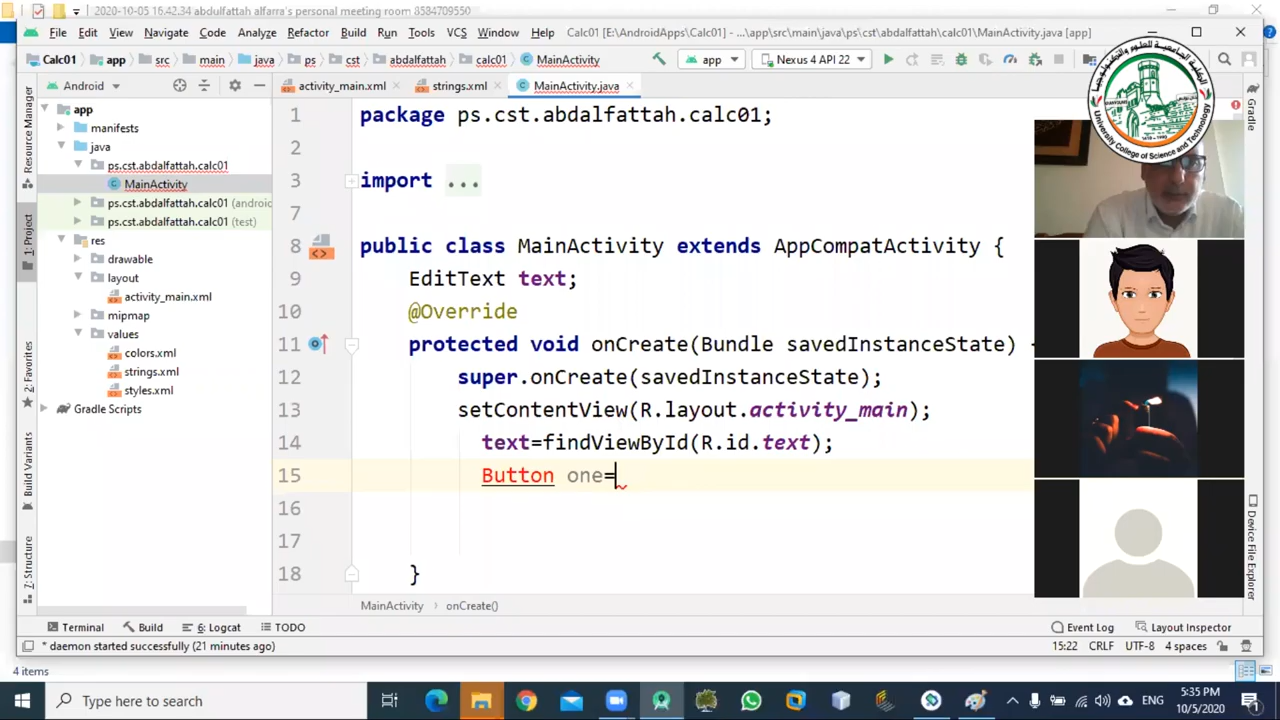 2020-10-05 16.42.34 abdulfattah alfarra's personal meeting room 8584709550
File Edit View Navigate Code Analyze Refactor Build Run Tools VCS Window Help Calc01 [E:\AndroidApps\Calc01] - ...\app\src\main\java\ps\cst\abdalfattah\calc01\MainActivity.java [app]
Calc01 app src main java ps cst abdalfattah calc01 MainActivity app Nexus 4 API 22
Android activity_main.xml strings.xml MainActivity.java
Resource Manager
1: Project
2: Favorites
Build Variants
7: Structure
app
manifests
java
ps.cst.abdalfattah.calc01
MainActivity
ps.cst.abdalfattah.calc01 (android
ps.cst.abdalfattah.calc01 (test)
res
drawable
layout
activity_main.xml
mipmap
values
colors.xml
strings.xml
styles.xml
Gradle Scripts
1 package ps.cst.abdalfattah.calc01;
2
3 import ...
7
8 public class MainActivity extends AppCompatActivity {
9 EditText text;
10 @Override
11 protected void onCreate(Bundle savedInstanceState) {
12 super.onCreate(savedInstanceState);
13 setContentView(R.layout.activity_main);
14 text=findViewById(R.id.text);
15 Button one=
16
17
18 }
MainActivity onCreate()
University College of Science and Technology
Gradle
Device File Explorer
Terminal Build 6: Logcat TODO Event Log Layout Inspector
* daemon started successfully (21 minutes ago) 15:22 CRLF UTF-8 4 spaces
4 items
Type here to search
ENG
5:35 PM
10/5/2020
1